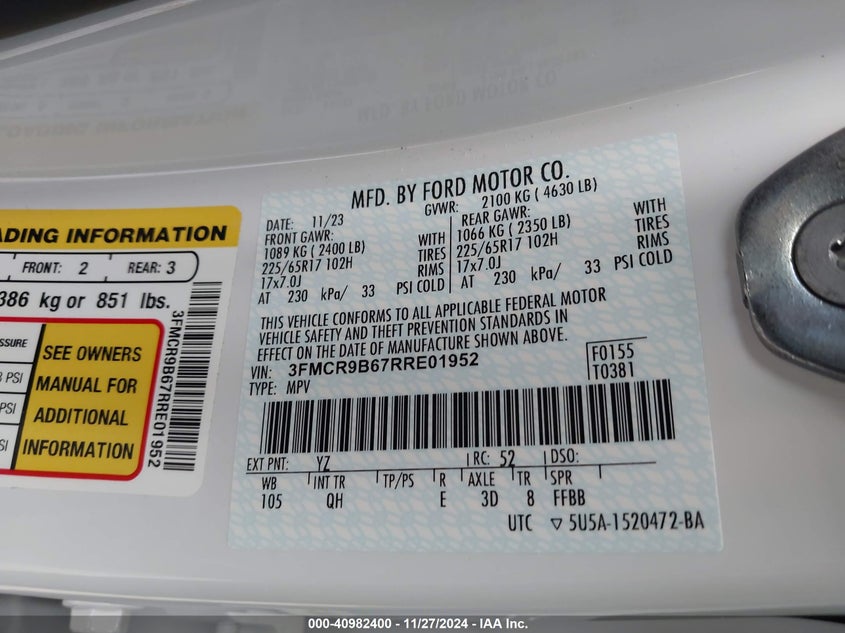 MFD. BY FORD MOTOR CO.
DATE: 11/23 GVWR: 2100 KG ( 4630 LB)
FRONT GAWR: WITH REAR GAWR: WITH
1089 KG ( 2400 LB) TIRES 1066 KG ( 2350 LB) TIRES
225/65R17 102H RIMS 225/65R17 102H RIMS
17x7.0J 17x7.0J
AT 230 kPa/ 33 PSI COLD AT 230 kPa/ 33 PSI COLD
THIS VEHICLE CONFORMS TO ALL APPLICABLE FEDERAL MOTOR
VEHICLE SAFETY AND THEFT PREVENTION STANDARDS IN
EFFECT ON THE DATE OF MANUFACTURE SHOWN ABOVE.
VIN: 3FMCR9B67RRE01952 F0155
TYPE: MPV T0381
EXT PNT: YZ RC: 52 DSO:
WB INT TR TP/PS R AXLE TR SPR
105 QH E 3D 8 FFBB
UTC ▽5U5A-1520472-BA
ADING INFORMATION
FRONT: 2 REAR: 3
386 kg or 851 lbs.
SSURE
PSI
PSI
SI
SEE OWNERS
MANUAL FOR
ADDITIONAL
INFORMATION
3FMCR9B67RRE01952
000-40982400 - 11/27/2024 - IAA Inc.